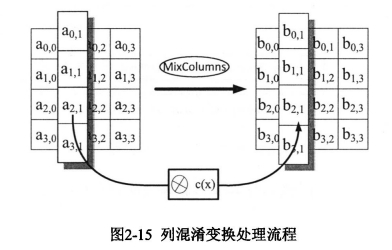 a0,0 a0,1 a0,2 a0,3
a1,0 a1,1 a1,2 a1,3
a2,0 a2,1 a2,2 a2,3
a3,0 a3,1 a3,2 a3,3
MixColumns
b0,0 b0,1 b0,1 b0,3
b1,0 b1,1 b1,2 b1,3
b2,0 b2,1 b2,2 b2,3
b3,0 b3,1 b3,2 b3,3
⊗ c(x)
图2-15 列混淆变换处理流程